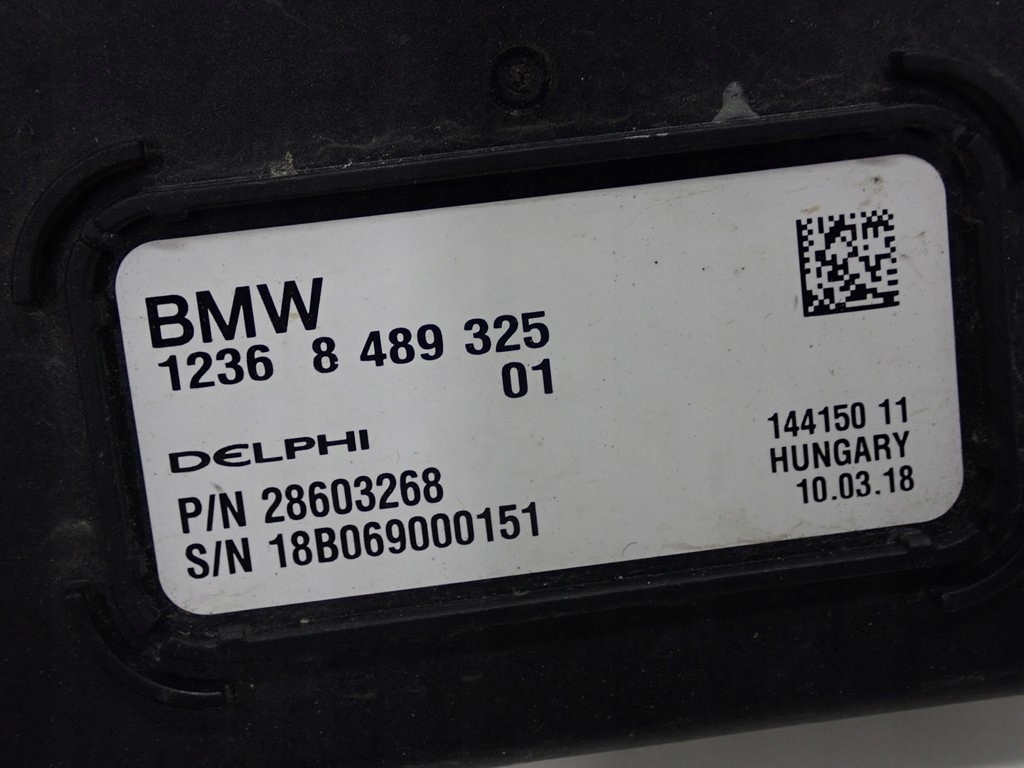 BMW
1236 8 489 325
01
DELPHI
P/N 28603268
S/N 18B069000151
144150 11
HUNGARY
10.03.18